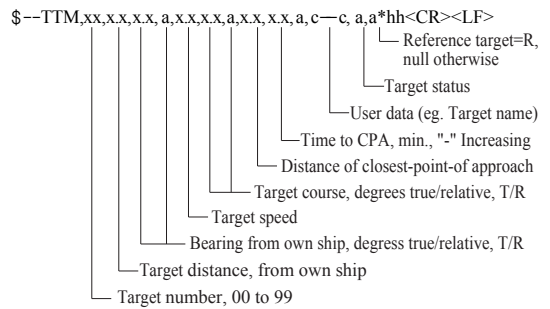 $--TTM,xx,x.x,x.x, a,x.x,x.x,a,x.x,x.x,a,c—c, a,a*hh<CR><LF>
Reference target=R,
null otherwise
Target status
User data (eg. Target name)
Time to CPA, min., "-" Increasing
Distance of closest-point-of approach
Target course, degrees true/relative, T/R
Target speed
Bearing from own ship, degress true/relative, T/R
Target distance, from own ship
Target number, 00 to 99